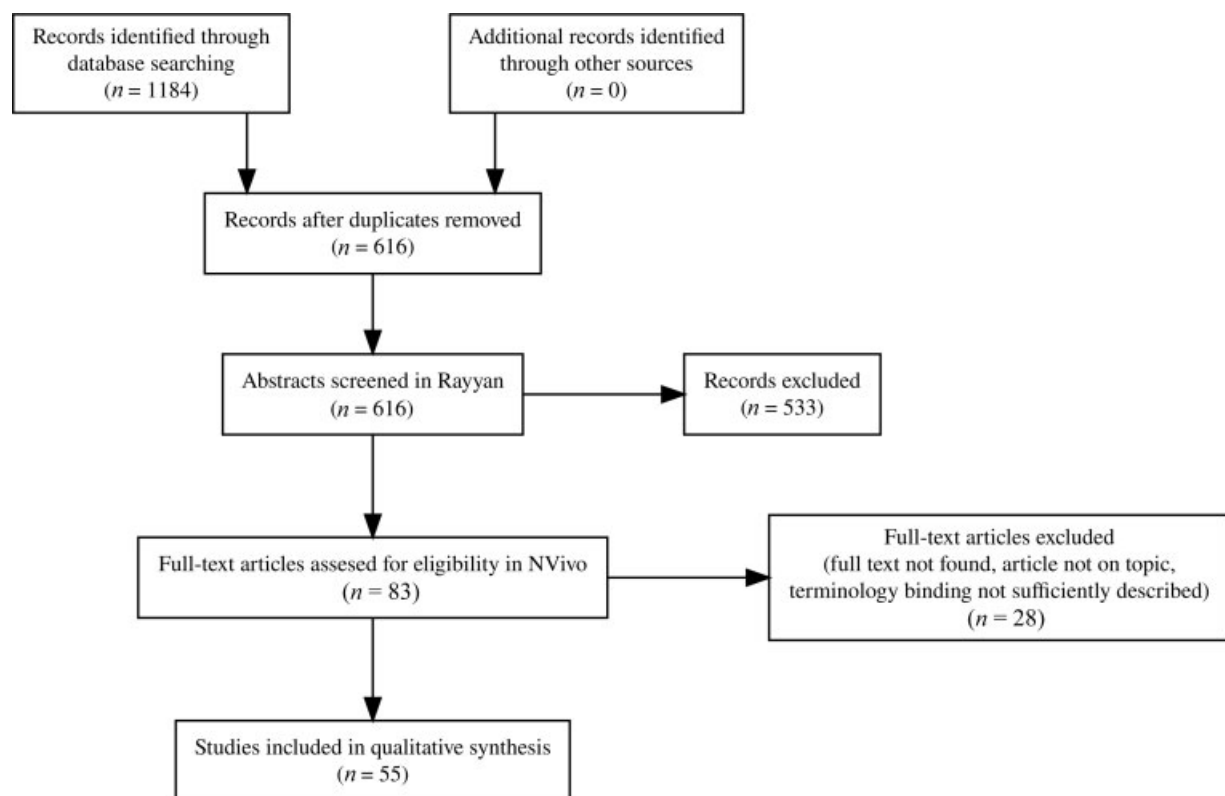 Records identified through
database searching
(n = 1184)
Additional records identified
through other sources
(n = 0)
Records after duplicates removed
(n = 616)
Abstracts screened in Rayyan
(n = 616)
Records excluded
(n = 533)
Full-text articles assesed for eligibility in NVivo
(n = 83)
Full-text articles excluded
(full text not found, article not on topic,
terminology binding not sufficiently described)
(n = 28)
Studies included in qualitative synthesis
(n = 55)